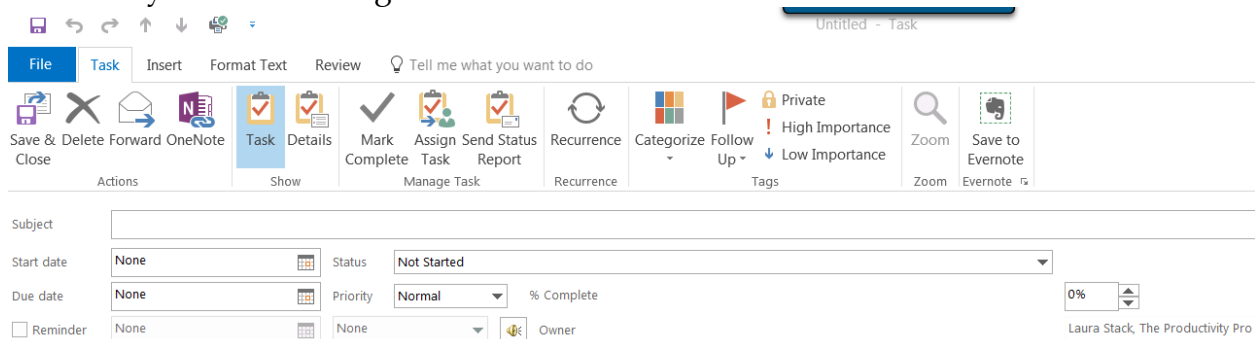 Untitled - Task
File Task Insert Format Text Review Tell me what you want to do
Save & Close Delete Forward OneNote Task Details Mark Complete Assign Task Send Status Report Recurrence Categorize Follow Up Private
High Importance
Low Importance
Zoom Save to Evernote
Actions Show Manage Task Recurrence Tags Zoom Evernote
Subject
Start date None Status Not Started
Due date None Priority Normal % Complete 0%
Reminder None None Owner Laura Stack, The Productivity Pro